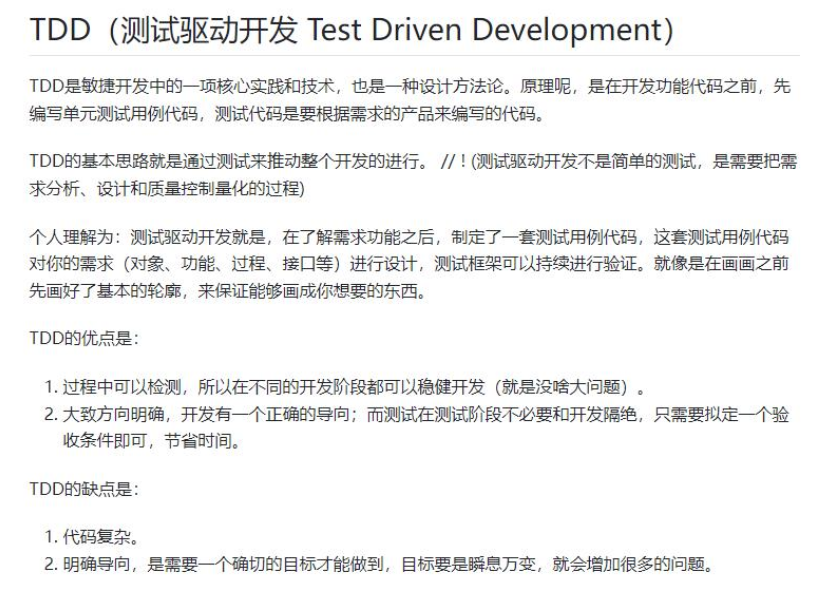 TDD（测试驱动开发 Test Driven Development）
TDD是敏捷开发中的一项核心实践和技术，也是一种设计方法论。原理呢，是在开发功能代码之前，先
编写单元测试用例代码，测试代码是要根据需求的产品来编写的代码。
TDD的基本思路就是通过测试来推动整个开发的进行。 //！(测试驱动开发不是简单的测试，是需要把需
求分析、设计和质量控制量化的过程)
个人理解为：测试驱动开发就是，在了解需求功能之后，制定了一套测试用例代码，这套测试用例代码
对你的需求（对象、功能、过程、接口等）进行设计，测试框架可以持续进行验证。就像是在画画之前
先画好了基本的轮廓，来保证能够画成你想要的东西。
TDD的优点是：
1. 过程中可以检测，所以在不同的开发阶段都可以稳健开发（就是没啥大问题）。
2. 大致方向明确，开发有一个正确的导向；而测试在测试阶段不必要和开发隔绝，只需要拟定一个验
收条件即可，节省时间。
TDD的缺点是：
1. 代码复杂。
2. 明确导向，是需要一个确切的目标才能做到，目标要是瞬息万变，就会增加很多的问题。